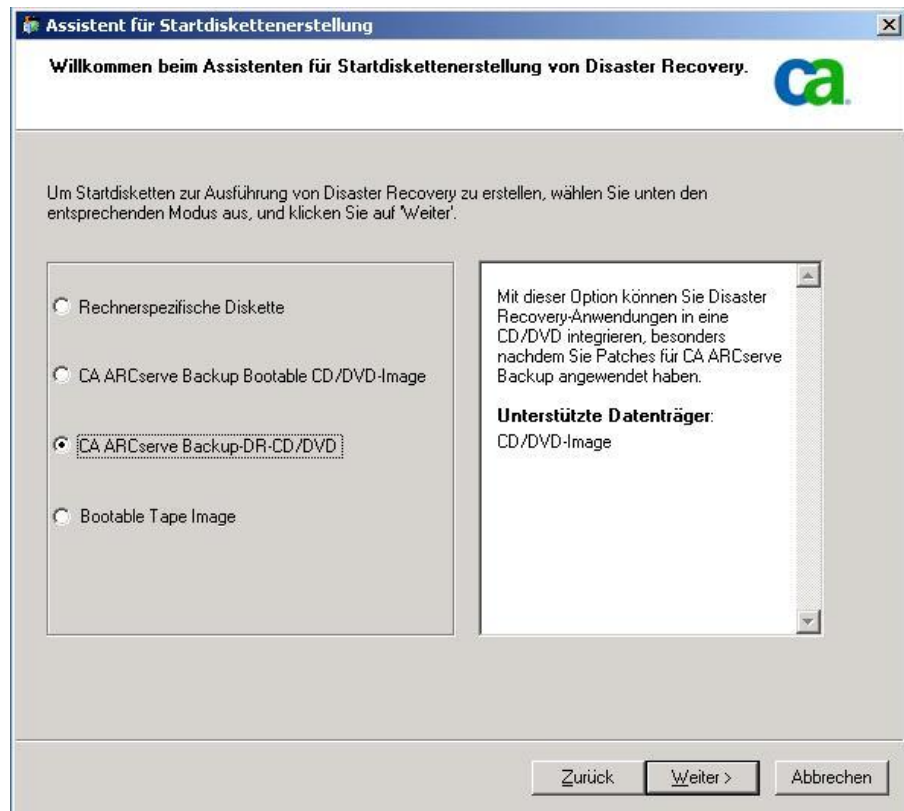 Assistent für Startdiskettenerstellung
Willkommen beim Assistenten für Startdiskettenerstellung von Disaster Recovery.
ca
Um Startdisketten zur Ausführung von Disaster Recovery zu erstellen, wählen Sie unten den
entsprechenden Modus aus, und klicken Sie auf 'Weiter'.
Rechnerspezifische Diskette
CA ARCserve Backup Bootable CD/DVD-Image
CA ARCserve Backup-DR-CD/DVD
Bootable Tape Image
Mit dieser Option können Sie Disaster
Recovery-Anwendungen in eine
CD/DVD integrieren, besonders
nachdem Sie Patches für CA ARCserve
Backup angewendet haben.
Unterstützte Datenträger:
CD/DVD-Image
Zurück
Weiter >
Abbrechen